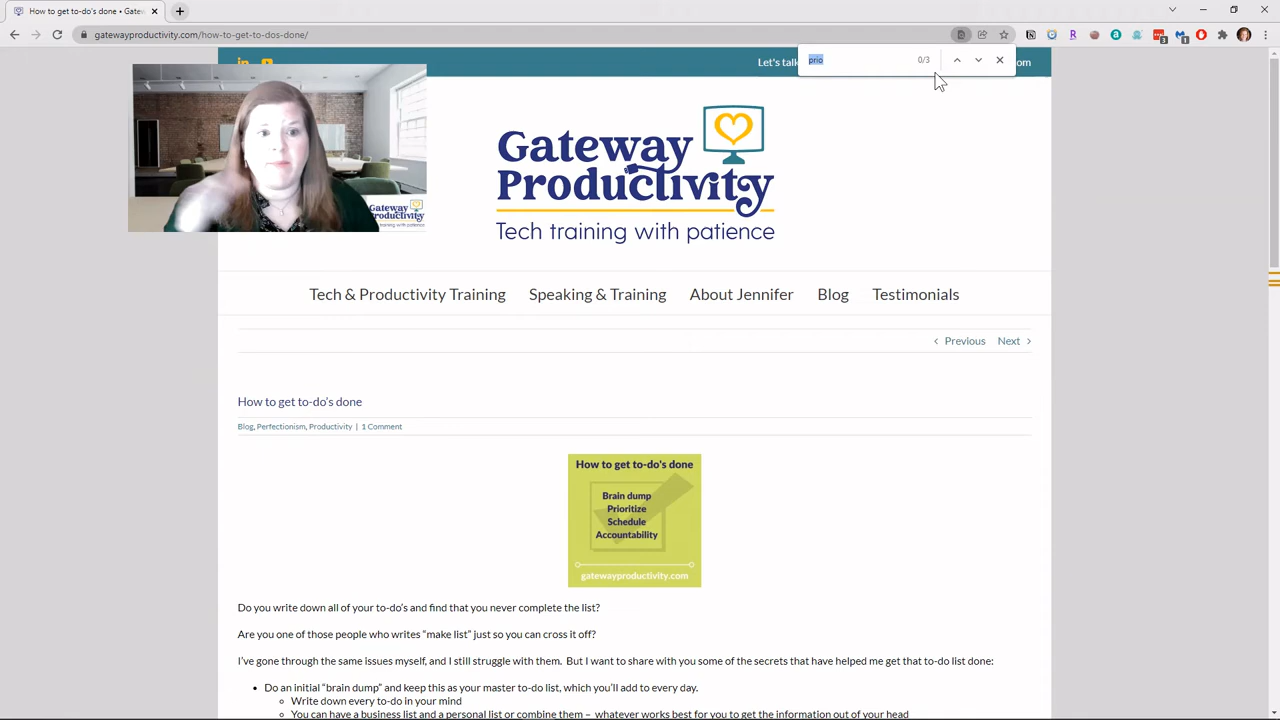 How to get to-do's done • Gatew
gatewayproductivity.com/how-to-get-to-dos-done/
prio
0/3
Let's talk
om
Gateway
Productivity
Tech training with patience
Gateway
Productivity
Tech training with patience
Tech & Productivity Training
Speaking & Training
About Jennifer
Blog
Testimonials
Previous
Next
How to get to-do's done
Blog, Perfectionism, Productivity | 1 Comment
How to get to-do's done
Brain dump
Prioritize
Schedule
Accountability
gatewayproductivity.com
Do you write down all of your to-do's and find that you never complete the list?
Are you one of those people who writes “make list” just so you can cross it off?
I've gone through the same issues myself, and I still struggle with them. But I want to share with you some of the secrets that have helped me get that to-do list done:
• Do an initial “brain dump” and keep this as your master to-do list, which you'll add to every day.
○ Write down every to-do in your mind
○ You can have a business list and a personal list or combine them – whatever works best for you to get the information out of your head